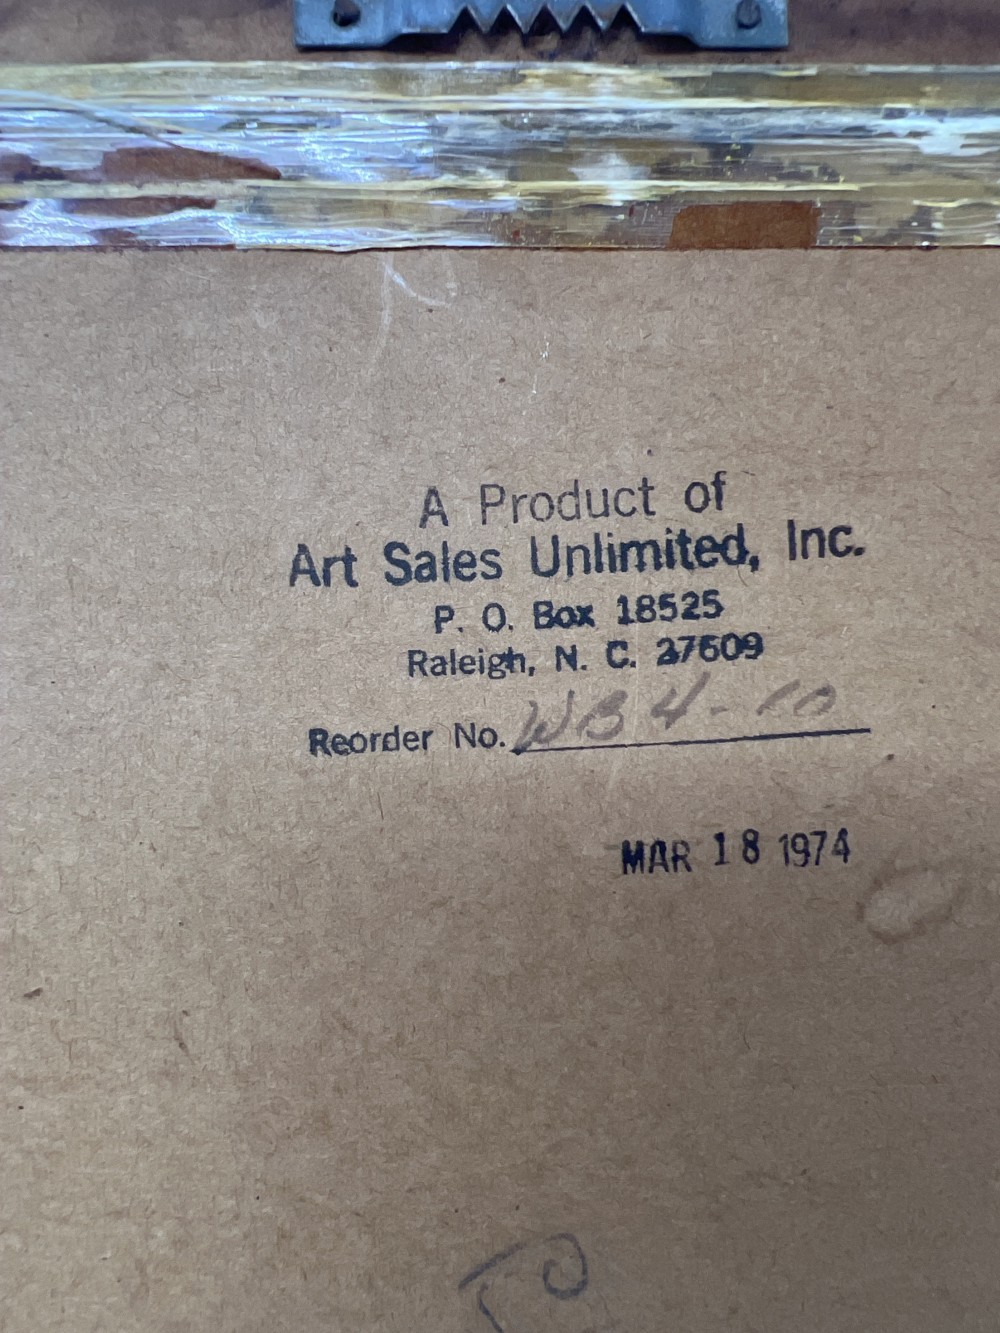 A Product of
Art Sales Unlimited, Inc.
P. O. Box 18525
Raleigh, N. C. 27609
Reorder No. WB4-10
MAR 18 1974